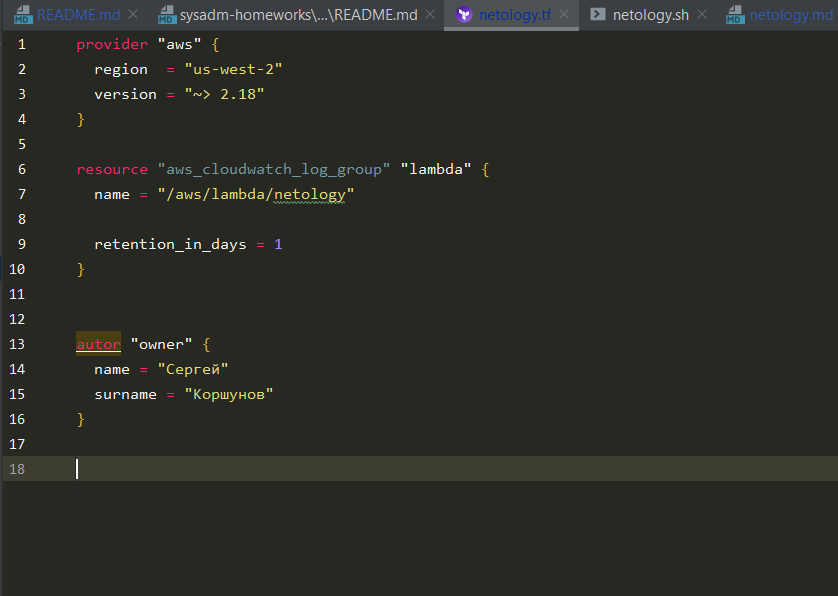 README.md sysadm-homeworks\...\README.md netology.tf netology.sh netology.md
1 provider "aws" {
2 region = "us-west-2"
3 version = "~> 2.18"
4 }
5
6 resource "aws_cloudwatch_log_group" "lambda" {
7 name = "/aws/lambda/netology"
8
9 retention_in_days = 1
10 }
11
12
13 autor "owner" {
14 name = "Сергей"
15 surname = "Коршунов"
16 }
17
18